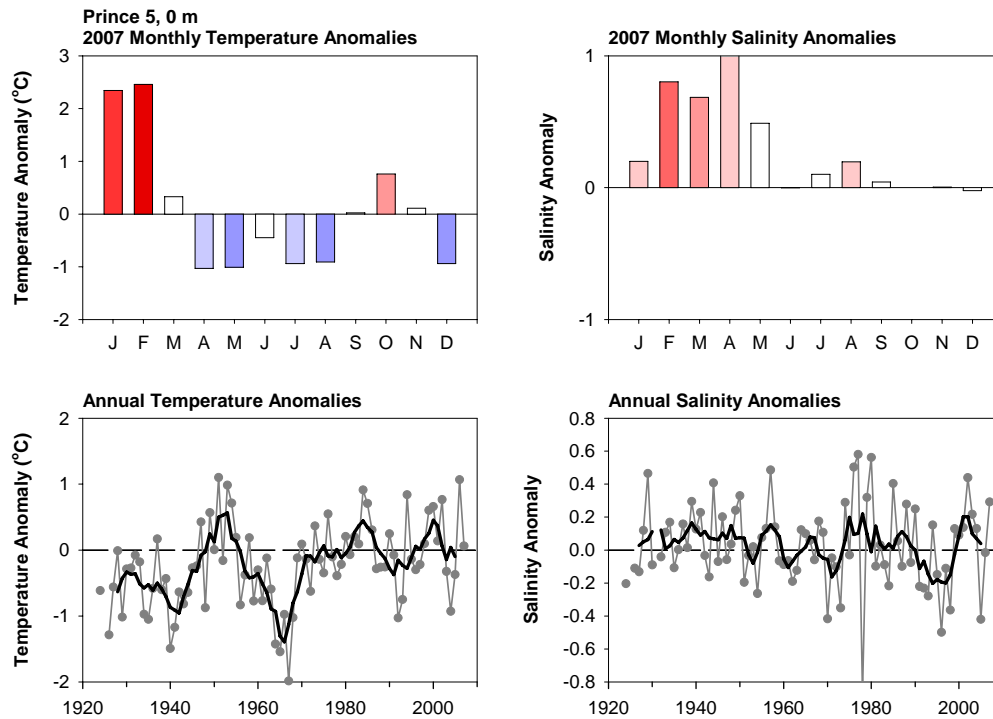 Prince 5, 0 m
2007 Monthly Temperature Anomalies
Temperature Anomaly (°C)
3
2
1
0
-1
-2
J F M A M J J A S O N D
2007 Monthly Salinity Anomalies
Salinity Anomaly
1
0
-1
J F M A M J J A S O N D
Annual Temperature Anomalies
Temperature Anomaly (°C)
2
1
0
-1
-2
1920 1940 1960 1980 2000
Annual Salinity Anomalies
Salinity Anomaly
0.8
0.6
0.4
0.2
0.0
-0.2
-0.4
-0.6
-0.8
1920 1940 1960 1980 2000